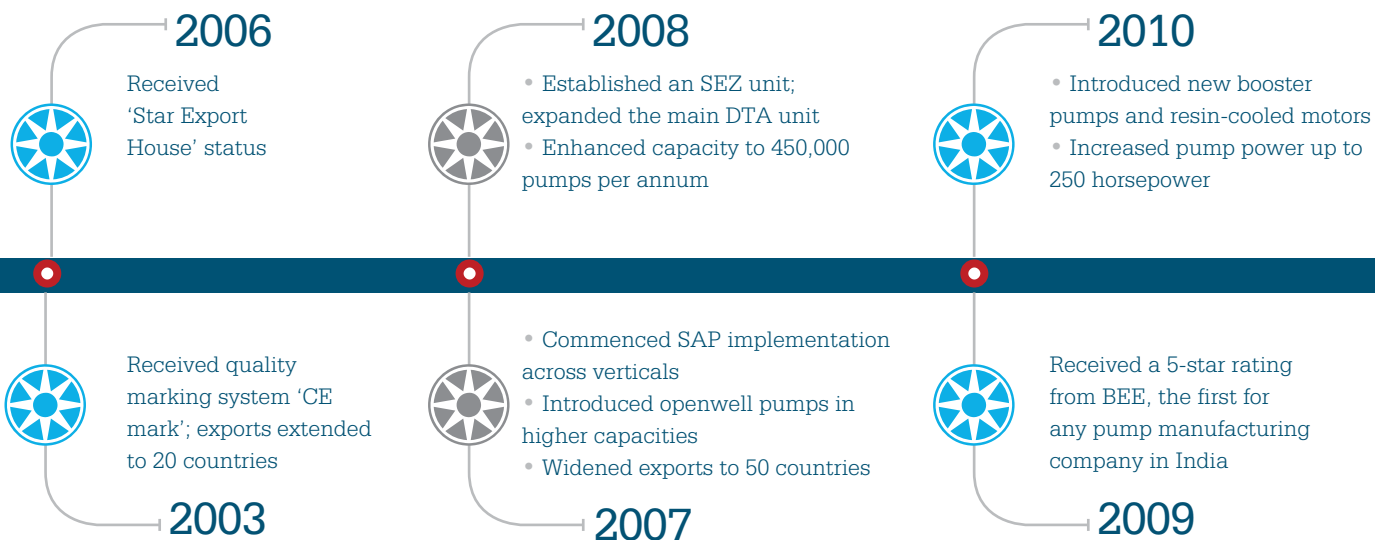 2006
Received
‘Star Export
House’ status
2008
• Established an SEZ unit;
expanded the main DTA unit
• Enhanced capacity to 450,000
pumps per annum
2010
• Introduced new booster
pumps and resin-cooled motors
• Increased pump power up to
250 horsepower
Received quality
marking system ‘CE
mark’; exports extended
to 20 countries
2003
• Commenced SAP implementation
across verticals
• Introduced openwell pumps in
higher capacities
• Widened exports to 50 countries
2007
Received a 5-star rating
from BEE, the first for
any pump manufacturing
company in India
2009